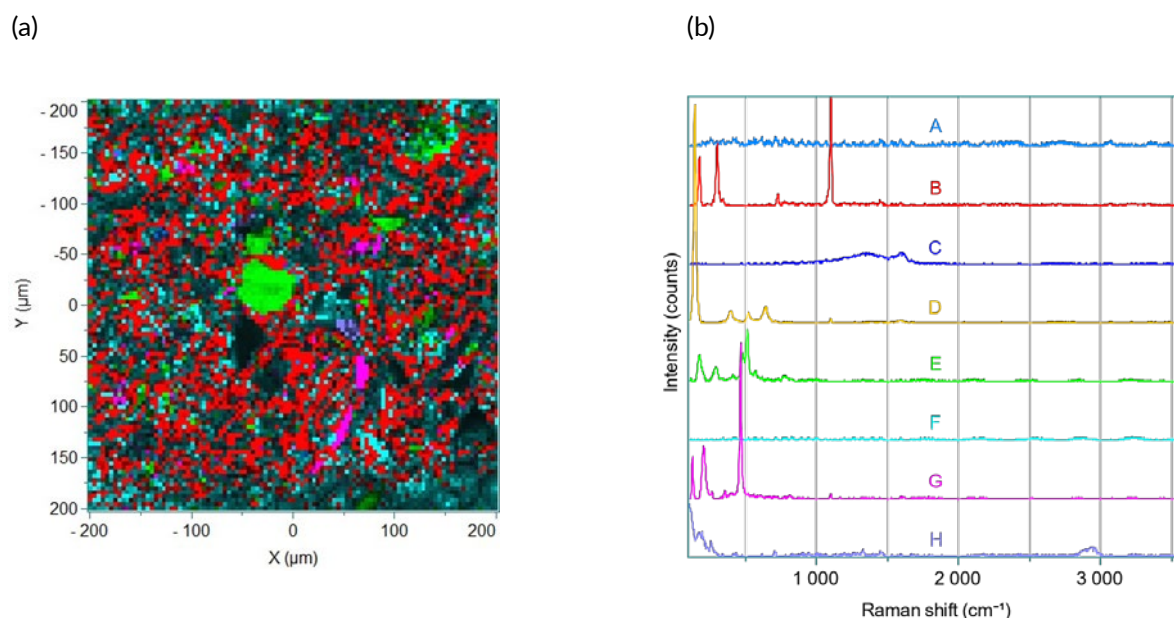 (a)
(b)
- 200
- 150
- 100
-50
0
50
100
150
200
Y (µm)
- 200
- 100
0
100
200
X (µm)
A
B
C
D
E
F
G
H
Intensity (counts)
1 000
2 000
3 000
Raman shift (cm⁻¹)